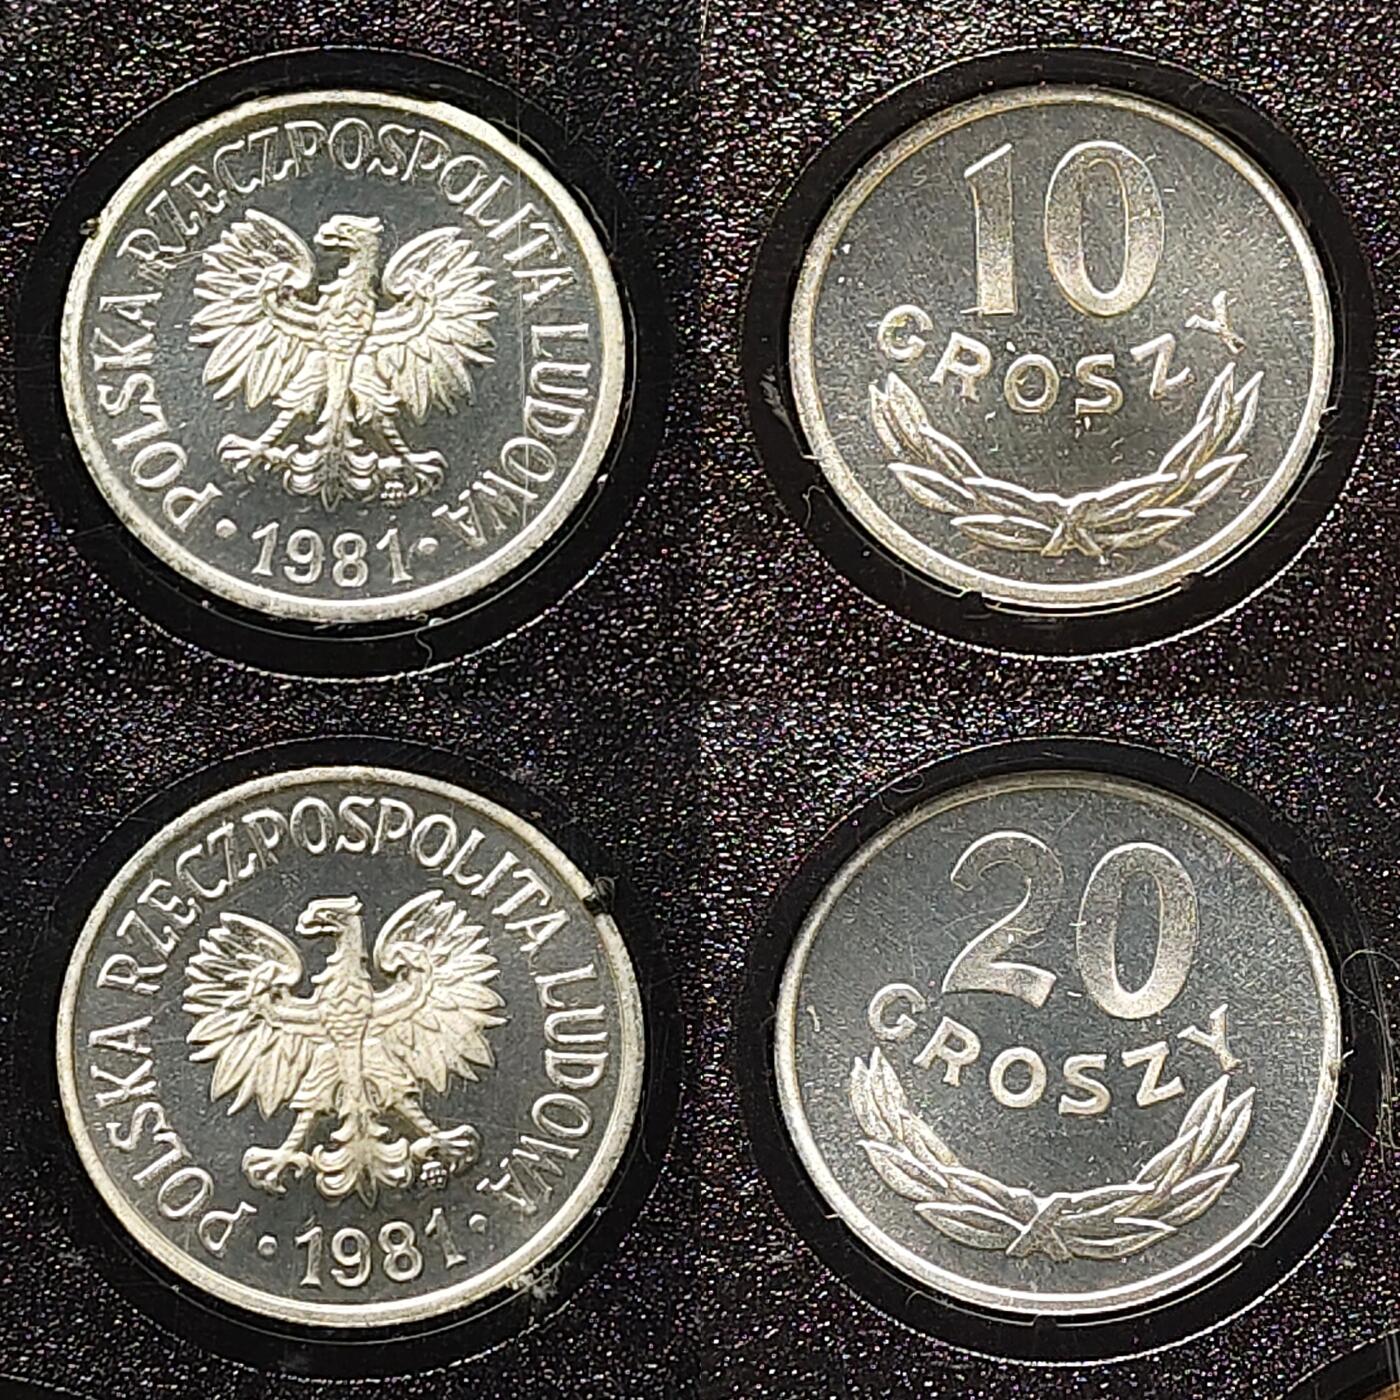 POLSKA RZECZPOSPOLITA LUDOWA
• 1981 •
10
GROSZY
POLSKA RZECZPOSPOLITA LUDOWA
• 1981 •
20
GROSZY